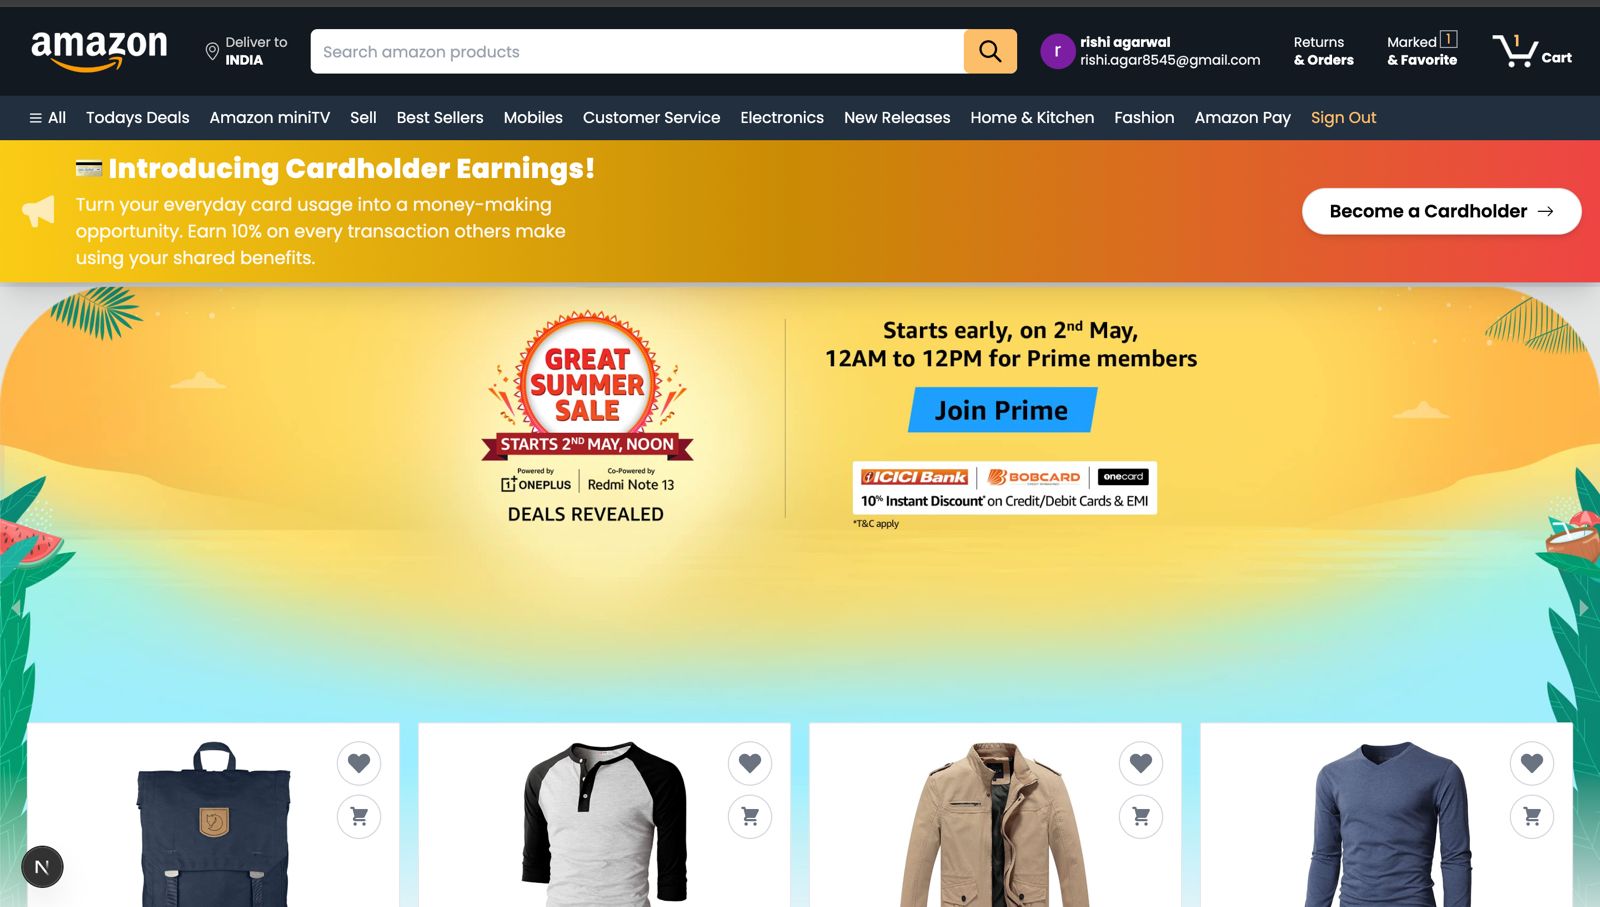 amazon
Deliver to
INDIA
Search amazon products
r
rishi agarwal
rishi.agar8545@gmail.com
Returns
& Orders
Marked 1
& Favorite
1
Cart
All Todays Deals Amazon miniTV Sell Best Sellers Mobiles Customer Service Electronics New Releases Home & Kitchen Fashion Amazon Pay Sign Out
Introducing Cardholder Earnings!
Turn your everyday card usage into a money-making
opportunity. Earn 10% on every transaction others make
using your shared benefits.
Become a Cardholder →
GREAT
SUMMER
SALE
STARTS 2ND MAY, NOON
Powered by
1+ ONEPLUS
Co-Powered by
Redmi Note 13
DEALS REVEALED
Starts early, on 2nd May,
12AM to 12PM for Prime members
Join Prime
ICICI Bank BOBCARD onecard
10% Instant Discount* on Credit/Debit Cards & EMI
*T&C apply
N